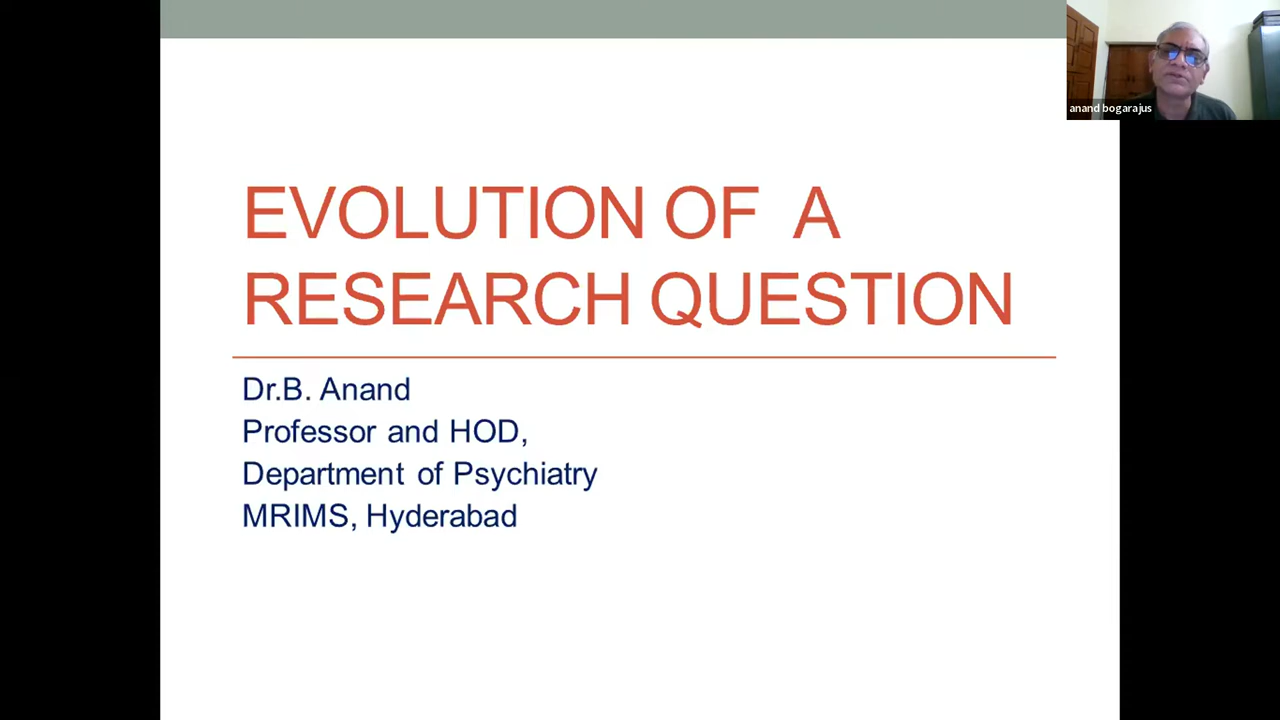 anand bogarajus
EVOLUTION OF A
RESEARCH QUESTION
Dr.B. Anand
Professor and HOD,
Department of Psychiatry
MRIMS, Hyderabad